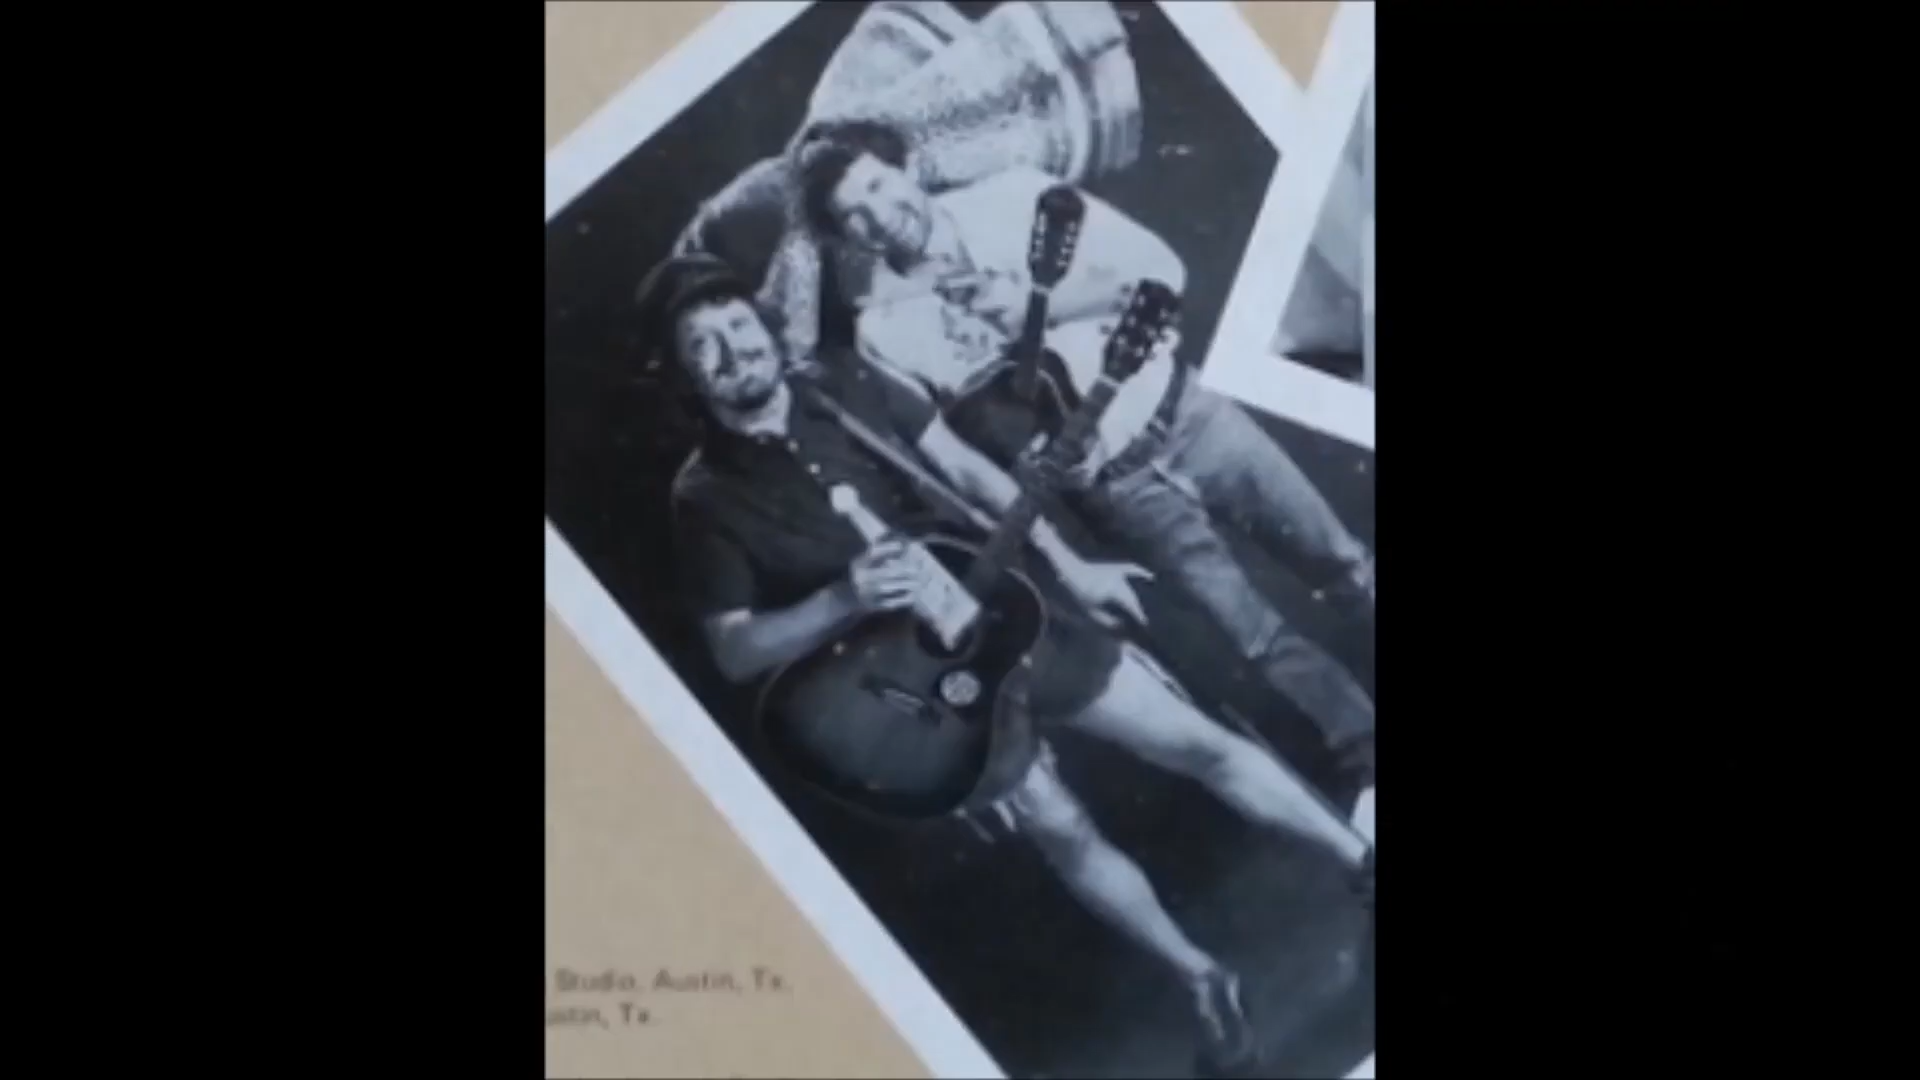 Studio, Austin, Tx.
ustin, Tx.